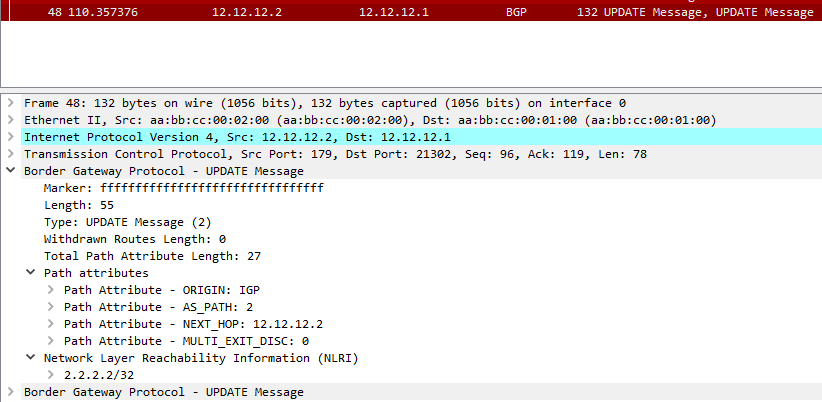 48 110.357376 12.12.12.2 12.12.12.1 BGP 132 UPDATE Message, UPDATE Message
Frame 48: 132 bytes on wire (1056 bits), 132 bytes captured (1056 bits) on interface 0
Ethernet II, Src: aa:bb:cc:00:02:00 (aa:bb:cc:00:02:00), Dst: aa:bb:cc:00:01:00 (aa:bb:cc:00:01:00)
Internet Protocol Version 4, Src: 12.12.12.2, Dst: 12.12.12.1
Transmission Control Protocol, Src Port: 179, Dst Port: 21302, Seq: 96, Ack: 119, Len: 78
Border Gateway Protocol - UPDATE Message
Marker: ffffffffffffffffffffffffffffffff
Length: 55
Type: UPDATE Message (2)
Withdrawn Routes Length: 0
Total Path Attribute Length: 27
Path attributes
Path Attribute - ORIGIN: IGP
Path Attribute - AS_PATH: 2
Path Attribute - NEXT_HOP: 12.12.12.2
Path Attribute - MULTI_EXIT_DISC: 0
Network Layer Reachability Information (NLRI)
2.2.2.2/32
Border Gateway Protocol - UPDATE Message